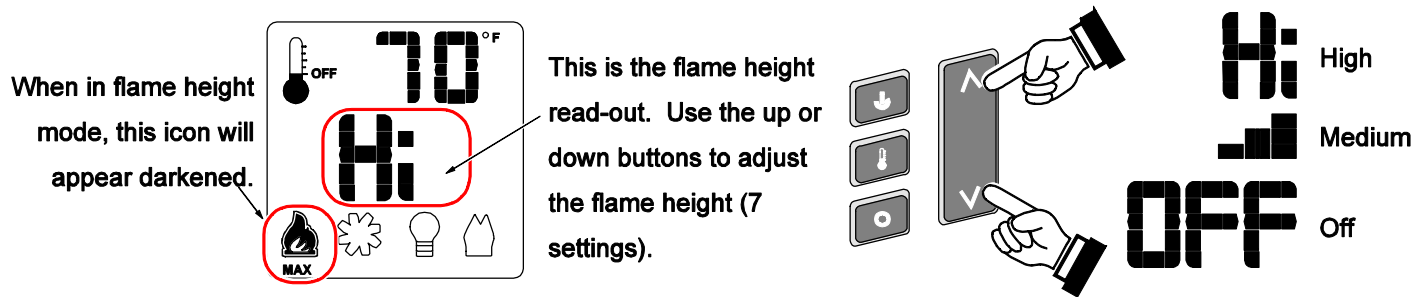 When in flame height
mode, this icon will
appear darkened.
70°F
OFF
Hi
MAX
This is the flame height
read-out. Use the up or
down buttons to adjust
the flame height (7
settings).
Hi High
Medium
OFF Off